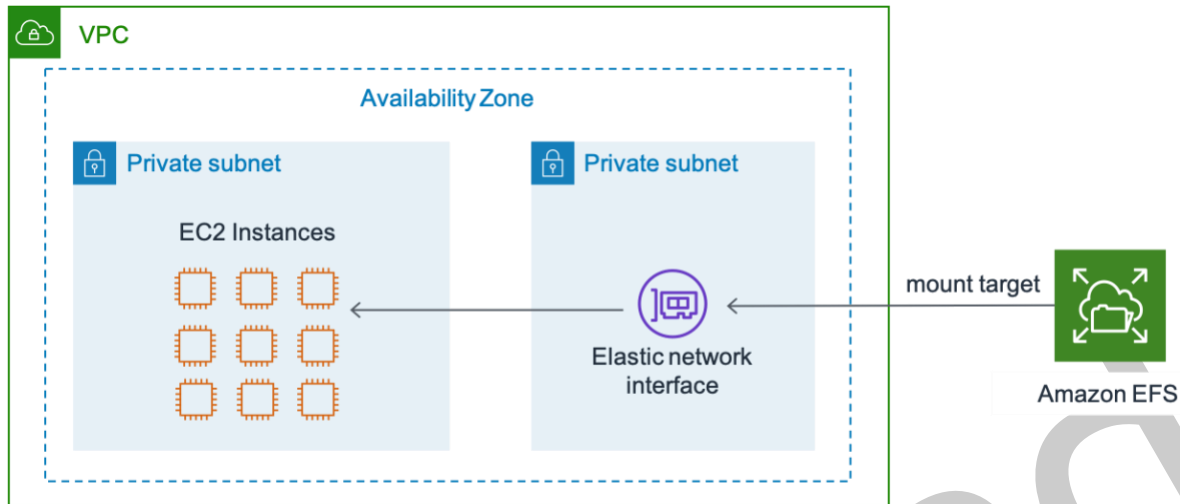 VPC
Availability Zone
Private subnet
Private subnet
EC2 Instances
mount target
Elastic network
interface
Amazon EFS